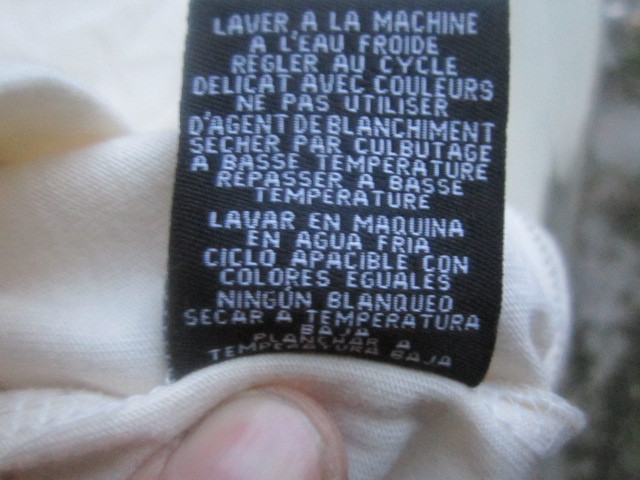 LAVER A LA MACHINE
A L'EAU FROIDE
REGLER AU CYCLE
DELICAT AVEC COULEURS
NE PAS UTILISER
D'AGENT DE BLANCHIMENT
SECHER PAR CULBUTAGE
A BASSE TEMPERATURE
REPASSER A BASSE
TEMPERATURE
LAVAR EN MAQUINA
EN AGUA FRIA
CICLO APACIBLE CON
COLORES EGUALES
NINGÚN BLANQUEO
SECAR A TEMPERATURA
BAJA
PLANCHAR A
TEMPERATURA BAJA